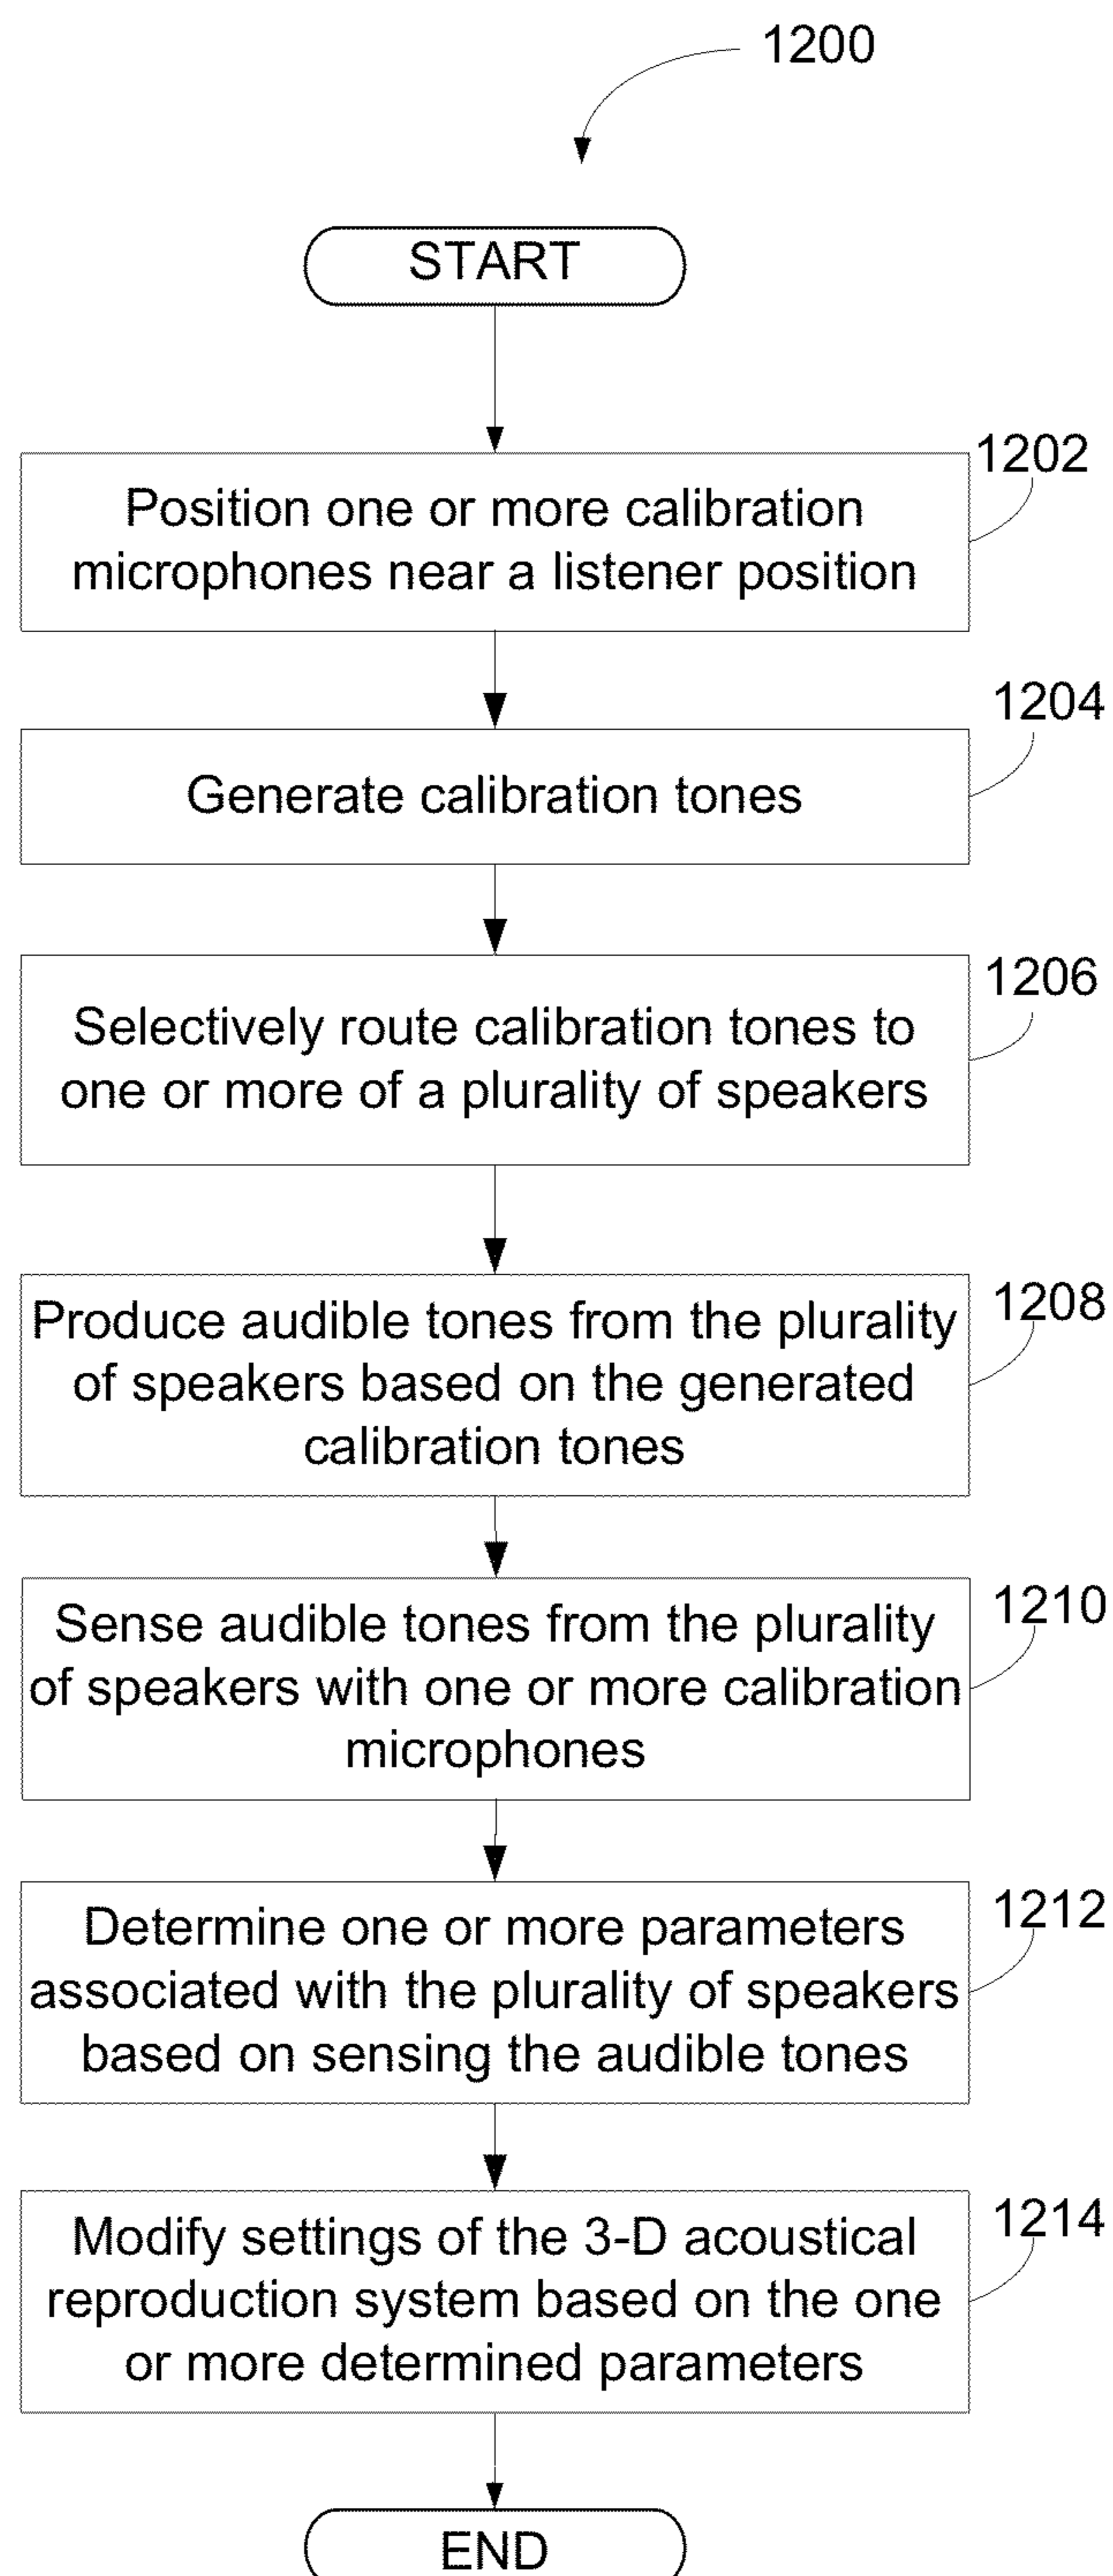 1200
START
1202
Position one or more calibration
microphones near a listener position
1204
Generate calibration tones
1206
Selectively route calibration tones to
one or more of a plurality of speakers
1208
Produce audible tones from the plurality
of speakers based on the generated
calibration tones
1210
Sense audible tones from the plurality
of speakers with one or more calibration
microphones
1212
Determine one or more parameters
associated with the plurality of speakers
based on sensing the audible tones
1214
Modify settings of the 3-D acoustical
reproduction system based on the one
or more determined parameters
END